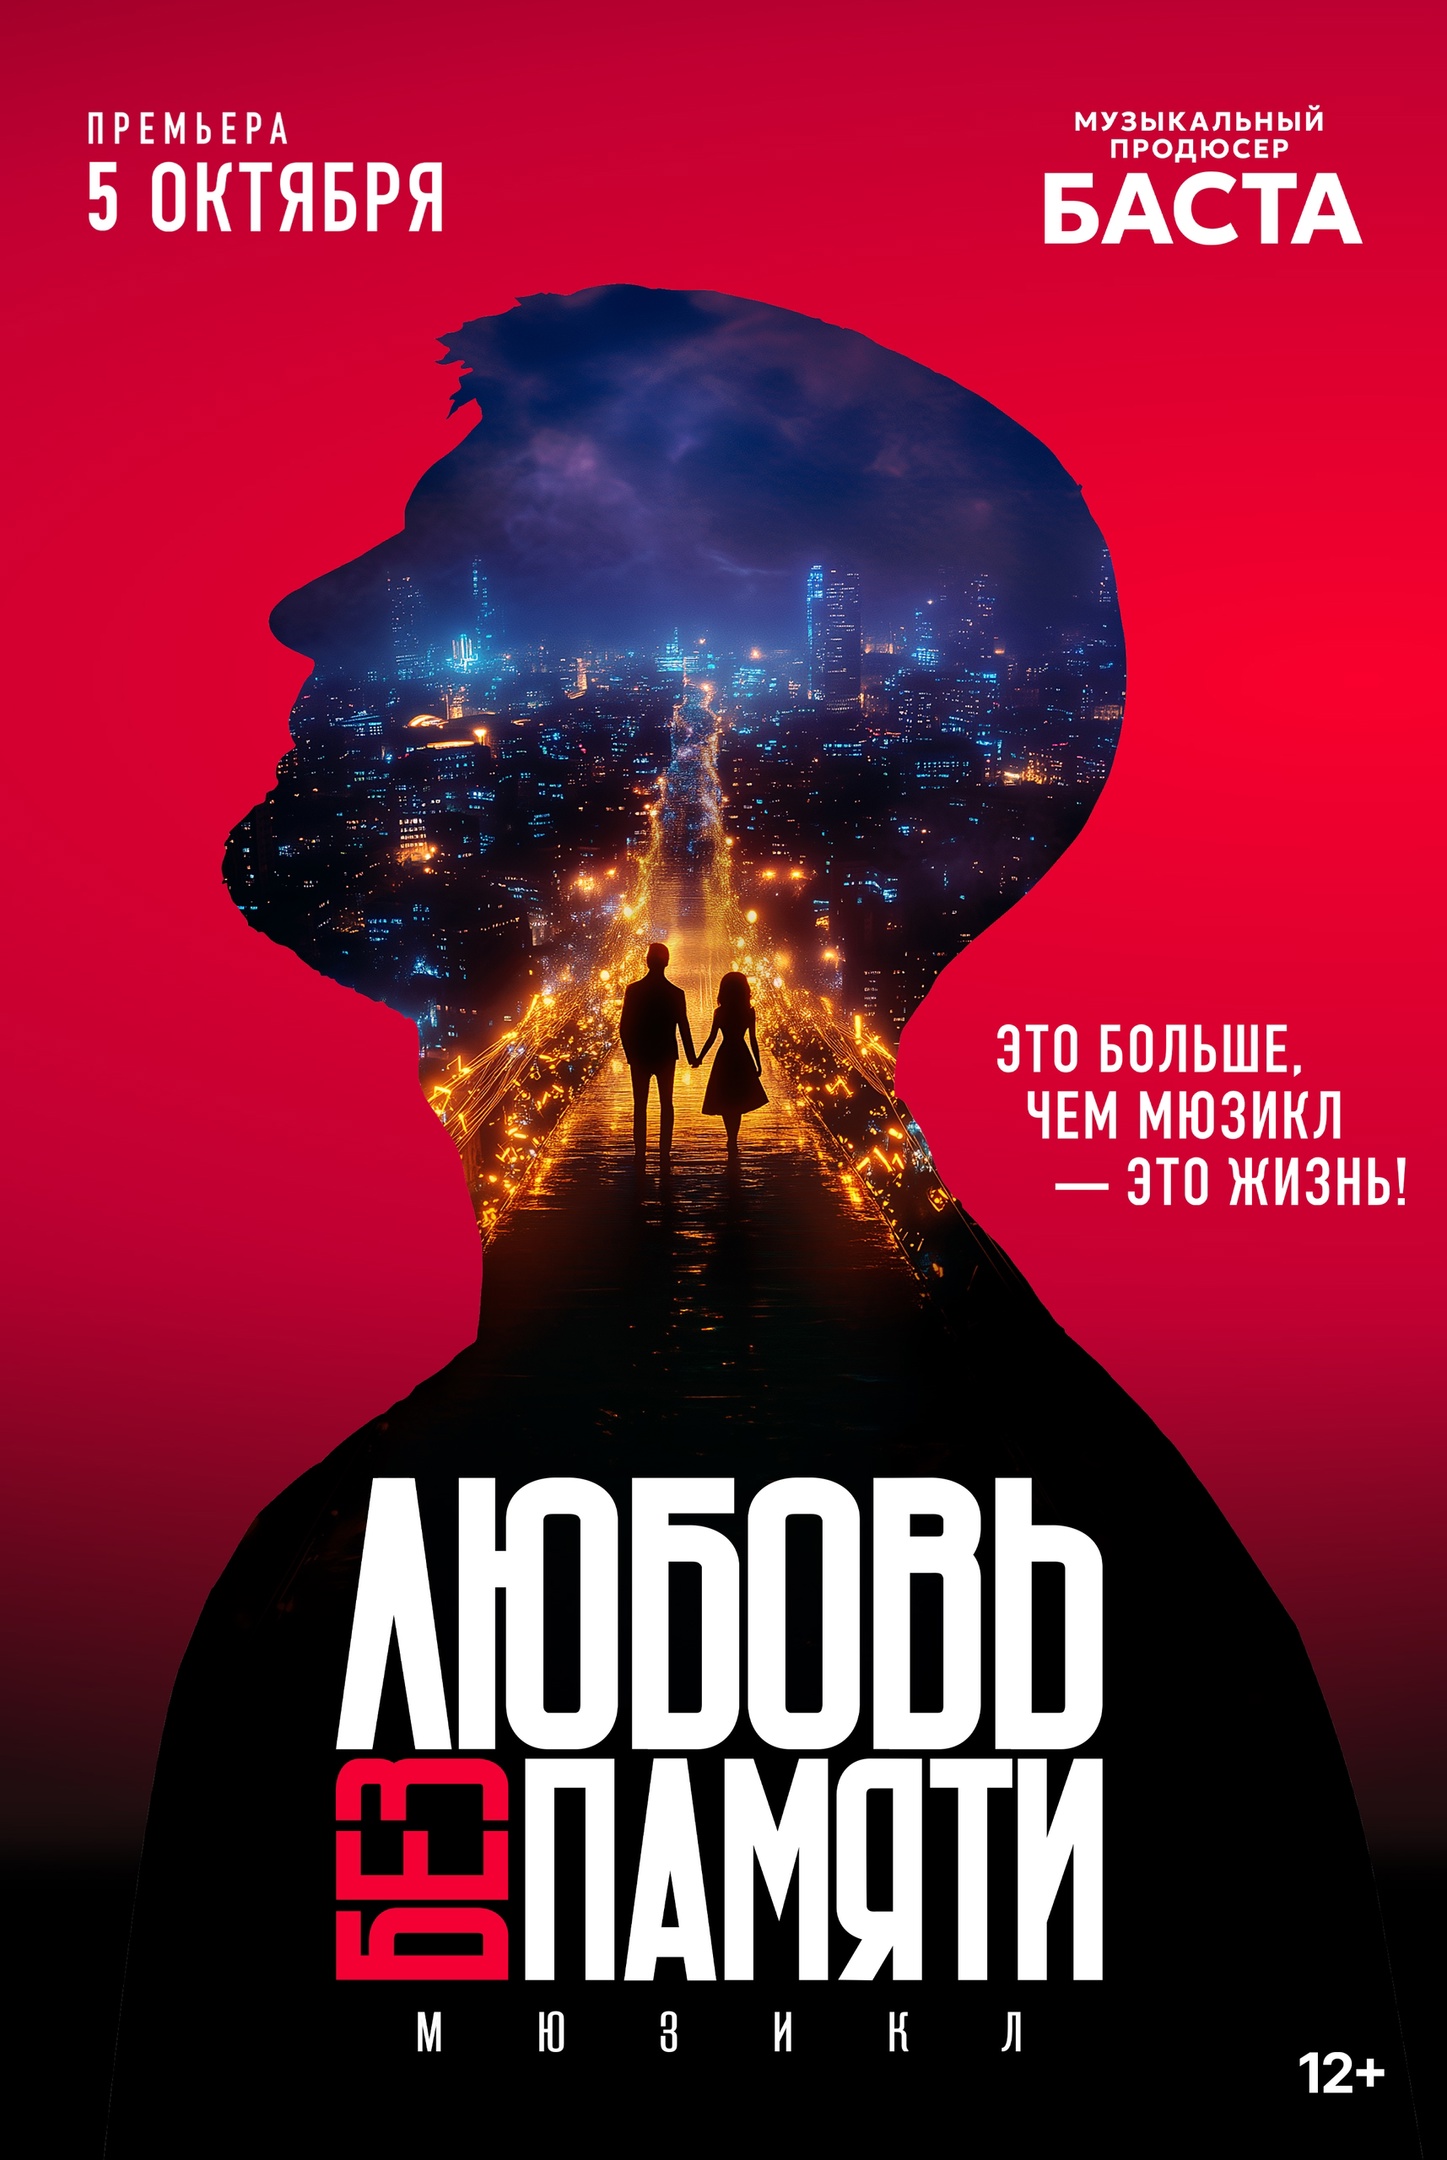 ПРЕМЬЕРА
5 ОКТЯБРЯ
МУЗЫКАЛЬНЫЙ
ПРОДЮСЕР
БАСТА
ЭТО БОЛЬШЕ,
ЧЕМ МЮЗИКЛ
— ЭТО ЖИЗНЬ!
ЛЮБОВЬ
БЕЗ ПАМЯТИ
МЮЗИКЛ
12+